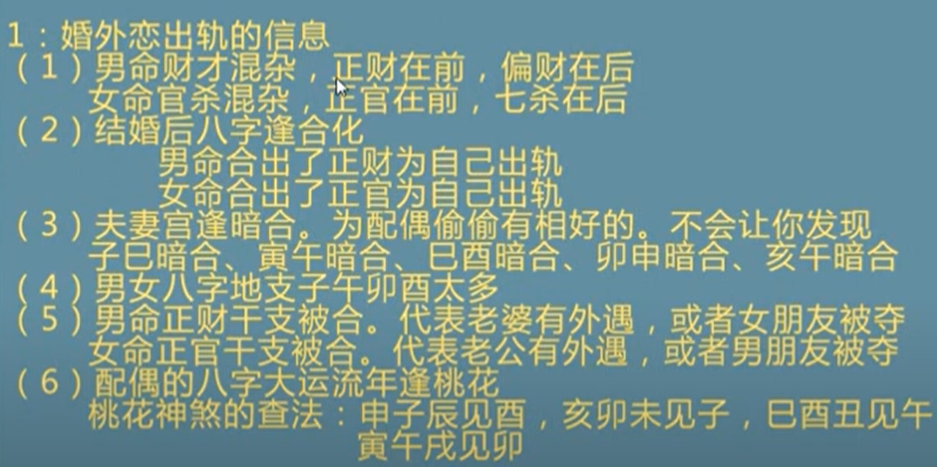 1：婚外恋出轨的信息
（1）男命财才混杂，正财在前，偏财在后
女命官杀混杂，正官在前，七杀在后
（2）结婚后八字逢合化
男命合出了正财为自己出轨
女命合出了正官为自己出轨
（3）夫妻宫逢暗合。为配偶偷偷有相好的。不会让你发现
子巳暗合、寅午暗合、巳酉暗合、卯申暗合、亥午暗合
（4）男女八字地支子午卯酉太多
（5）男命正财干支被合。代表老婆有外遇，或者女朋友被夺
女命正官干支被合。代表老公有外遇，或者男朋友被夺
（6）配偶的八字大运流年逢桃花
桃花神煞的查法：申子辰见酉，亥卯未见子，巳酉丑见午
寅午戌见卯